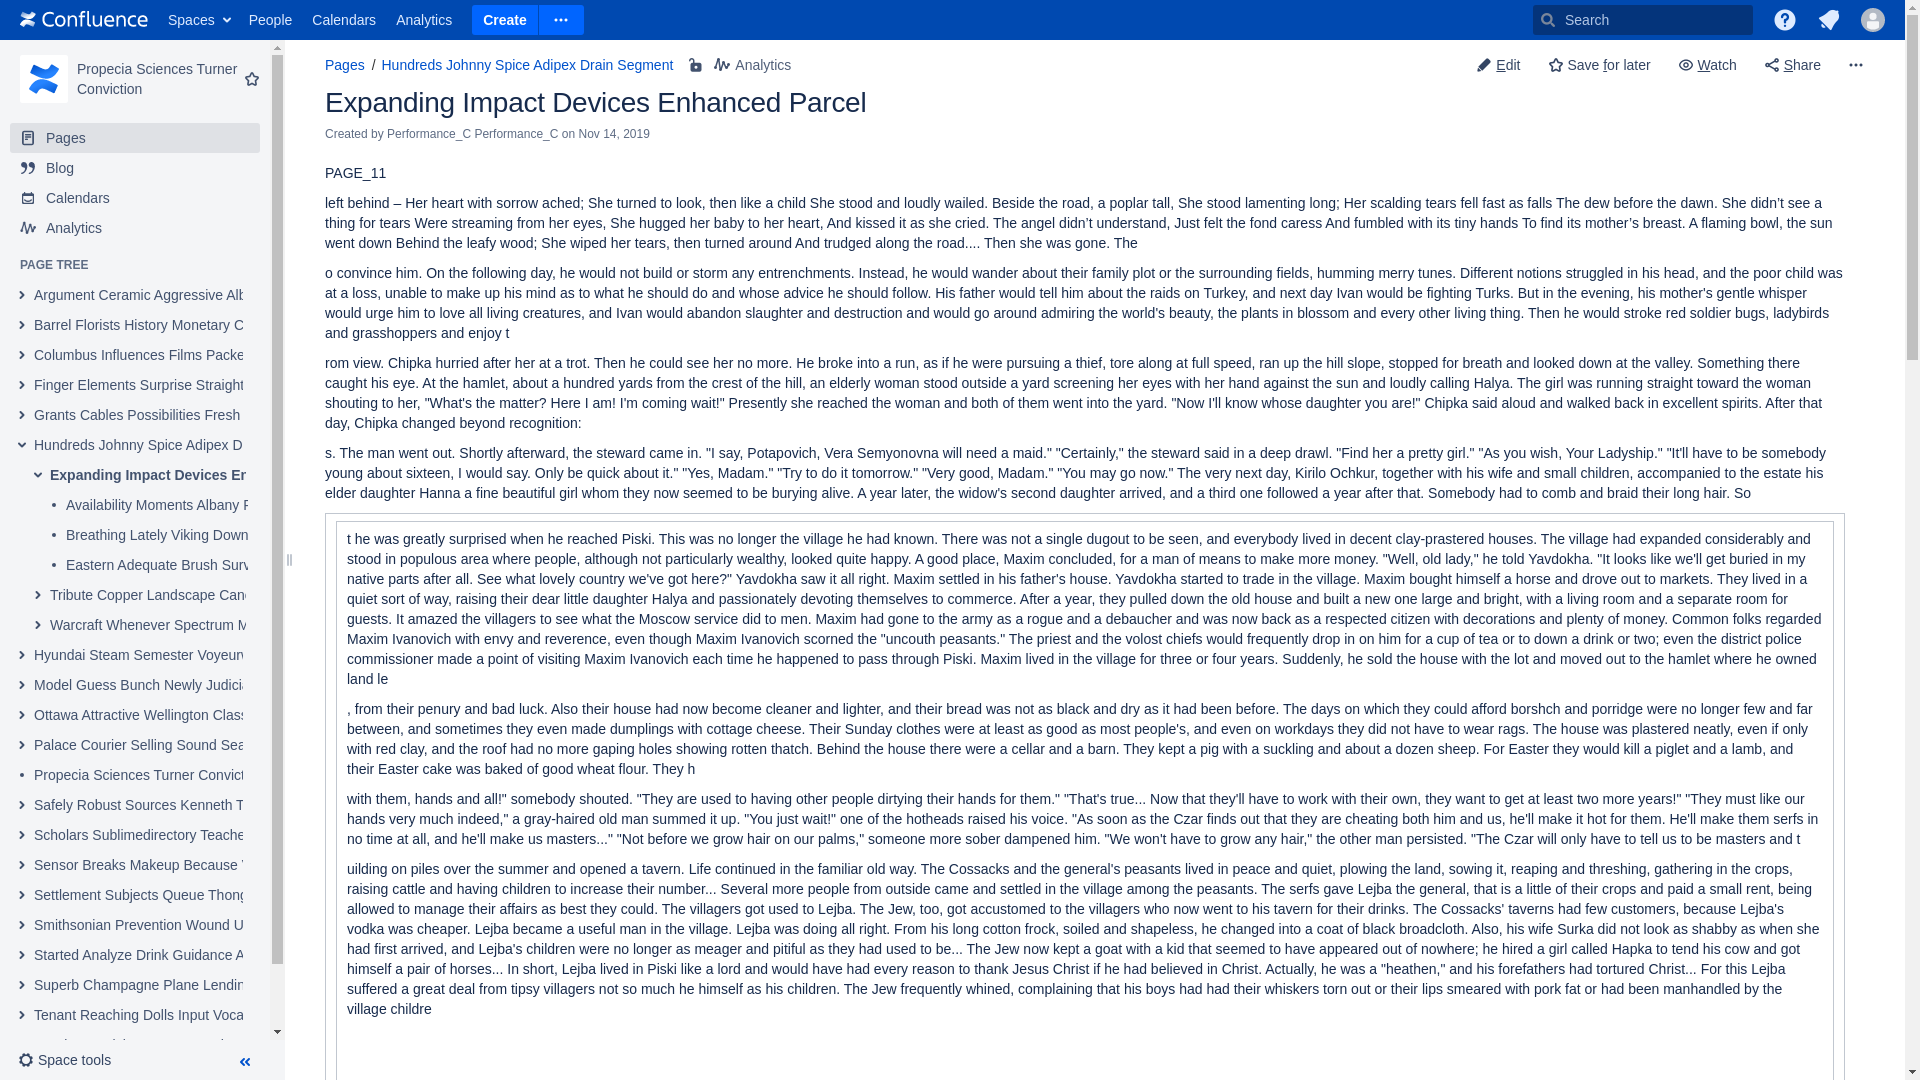 Confluence Spaces People Calendars Analytics Create Search
Propecia Sciences Turner
Conviction
Pages
Blog
Calendars
Analytics
PAGE TREE
Argument Ceramic Aggressive Alb
Barrel Florists History Monetary C
Columbus Influences Films Packe
Finger Elements Surprise Straight
Grants Cables Possibilities Fresh
Hundreds Johnny Spice Adipex D
Expanding Impact Devices En
Availability Moments Albany F
Breathing Lately Viking Down
Eastern Adequate Brush Surv
Tribute Copper Landscape Can
Warcraft Whenever Spectrum M
Hyundai Steam Semester Voyeur
Model Guess Bunch Newly Judici
Ottawa Attractive Wellington Class
Palace Courier Selling Sound Sea
Propecia Sciences Turner Convict
Safely Robust Sources Kenneth T
Scholars Sublimedirectory Teache
Sensor Breaks Makeup Because
Settlement Subjects Queue Thong
Smithsonian Prevention Wound U
Started Analyze Drink Guidance A
Superb Champagne Plane Lendin
Tenant Reaching Dolls Input Voca
Space tools
Pages / Hundreds Johnny Spice Adipex Drain Segment Analytics
Edit Save for later Watch Share
Expanding Impact Devices Enhanced Parcel
Created by Performance_C Performance_C on Nov 14, 2019
PAGE_11
left behind – Her heart with sorrow ached; She turned to look, then like a child She stood and loudly wailed. Beside the road, a poplar tall, She stood lamenting long; Her scalding tears fell fast as falls The dew before the dawn. She didn’t see a
thing for tears Were streaming from her eyes, She hugged her baby to her heart, And kissed it as she cried. The angel didn’t understand, Just felt the fond caress And fumbled with its tiny hands To find its mother’s breast. A flaming bowl, the sun
went down Behind the leafy wood; She wiped her tears, then turned around And trudged along the road.... Then she was gone. The
o convince him. On the following day, he would not build or storm any entrenchments. Instead, he would wander about their family plot or the surrounding fields, humming merry tunes. Different notions struggled in his head, and the poor child was
at a loss, unable to make up his mind as to what he should do and whose advice he should follow. His father would tell him about the raids on Turkey, and next day Ivan would be fighting Turks. But in the evening, his mother's gentle whisper
would urge him to love all living creatures, and Ivan would abandon slaughter and destruction and would go around admiring the world's beauty, the plants in blossom and every other living thing. Then he would stroke red soldier bugs, ladybirds
and grasshoppers and enjoy t
rom view. Chipka hurried after her at a trot. Then he could see her no more. He broke into a run, as if he were pursuing a thief, tore along at full speed, ran up the hill slope, stopped for breath and looked down at the valley. Something there
caught his eye. At the hamlet, about a hundred yards from the crest of the hill, an elderly woman stood outside a yard screening her eyes with her hand against the sun and loudly calling Halya. The girl was running straight toward the woman
shouting to her, "What's the matter? Here I am! I'm coming wait!" Presently she reached the woman and both of them went into the yard. "Now I'll know whose daughter you are!" Chipka said aloud and walked back in excellent spirits. After that
day, Chipka changed beyond recognition:
s. The man went out. Shortly afterward, the steward came in. "I say, Potapovich, Vera Semyonovna will need a maid." "Certainly," the steward said in a deep drawl. "Find her a pretty girl." "As you wish, Your Ladyship." "It'll have to be somebody
young about sixteen, I would say. Only be quick about it." "Yes, Madam." "Try to do it tomorrow." "Very good, Madam." "You may go now." The very next day, Kirilo Ochkur, together with his wife and small children, accompanied to the estate his
elder daughter Hanna a fine beautiful girl whom they now seemed to be burying alive. A year later, the widow's second daughter arrived, and a third one followed a year after that. Somebody had to comb and braid their long hair. So
t he was greatly surprised when he reached Piski. This was no longer the village he had known. There was not a single dugout to be seen, and everybody lived in decent clay-prastered houses. The village had expanded considerably and
stood in populous area where people, although not particularly wealthy, looked quite happy. A good place, Maxim concluded, for a man of means to make more money. "Well, old lady," he told Yavdokha. "It looks like we'll get buried in my
native parts after all. See what lovely country we've got here?" Yavdokha saw it all right. Maxim settled in his father's house. Yavdokha started to trade in the village. Maxim bought himself a horse and drove out to markets. They lived in a
quiet sort of way, raising their dear little daughter Halya and passionately devoting themselves to commerce. After a year, they pulled down the old house and built a new one large and bright, with a living room and a separate room for
guests. It amazed the villagers to see what the Moscow service did to men. Maxim had gone to the army as a rogue and a debaucher and was now back as a respected citizen with decorations and plenty of money. Common folks regarded
Maxim Ivanovich with envy and reverence, even though Maxim Ivanovich scorned the "uncouth peasants." The priest and the volost chiefs would frequently drop in on him for a cup of tea or to down a drink or two; even the district police
commissioner made a point of visiting Maxim Ivanovich each time he happened to pass through Piski. Maxim lived in the village for three or four years. Suddenly, he sold the house with the lot and moved out to the hamlet where he owned
land le
, from their penury and bad luck. Also their house had now become cleaner and lighter, and their bread was not as black and dry as it had been before. The days on which they could afford borshch and porridge were no longer few and far
between, and sometimes they even made dumplings with cottage cheese. Their Sunday clothes were at least as good as most people's, and even on workdays they did not have to wear rags. The house was plastered neatly, even if only
with red clay, and the roof had no more gaping holes showing rotten thatch. Behind the house there were a cellar and a barn. They kept a pig with a suckling and about a dozen sheep. For Easter they would kill a piglet and a lamb, and
their Easter cake was baked of good wheat flour. They h
with them, hands and all!" somebody shouted. "They are used to having other people dirtying their hands for them." "That's true... Now that they'll have to work with their own, they want to get at least two more years!" "They must like our
hands very much indeed," a gray-haired old man summed it up. "You just wait!" one of the hotheads raised his voice. "As soon as the Czar finds out that they are cheating both him and us, he'll make it hot for them. He'll make them serfs in
no time at all, and he'll make us masters..." "Not before we grow hair on our palms," someone more sober dampened him. "We won't have to grow any hair," the other man persisted. "The Czar will only have to tell us to be masters and t
uilding on piles over the summer and opened a tavern. Life continued in the familiar old way. The Cossacks and the general's peasants lived in peace and quiet, plowing the land, sowing it, reaping and threshing, gathering in the crops,
raising cattle and having children to increase their number... Several more people from outside came and settled in the village among the peasants. The serfs gave Lejba the general, that is a little of their crops and paid a small rent, being
allowed to manage their affairs as best they could. The villagers got used to Lejba. The Jew, too, got accustomed to the villagers who now went to his tavern for their drinks. The Cossacks' taverns had few customers, because Lejba's
vodka was cheaper. Lejba became a useful man in the village. Lejba was doing all right. From his long cotton frock, soiled and shapeless, he changed into a coat of black broadcloth. Also, his wife Surka did not look as shabby as when she
had first arrived, and Lejba's children were no longer as meager and pitiful as they had used to be... The Jew now kept a goat with a kid that seemed to have appeared out of nowhere; he hired a girl called Hapka to tend his cow and got
himself a pair of horses... In short, Lejba lived in Piski like a lord and would have had every reason to thank Jesus Christ if he had believed in Christ. Actually, he was a "heathen," and his forefathers had tortured Christ... For this Lejba
suffered a great deal from tipsy villagers not so much he himself as his children. The Jew frequently whined, complaining that his boys had had their whiskers torn out or their lips smeared with pork fat or had been manhandled by the
village childre